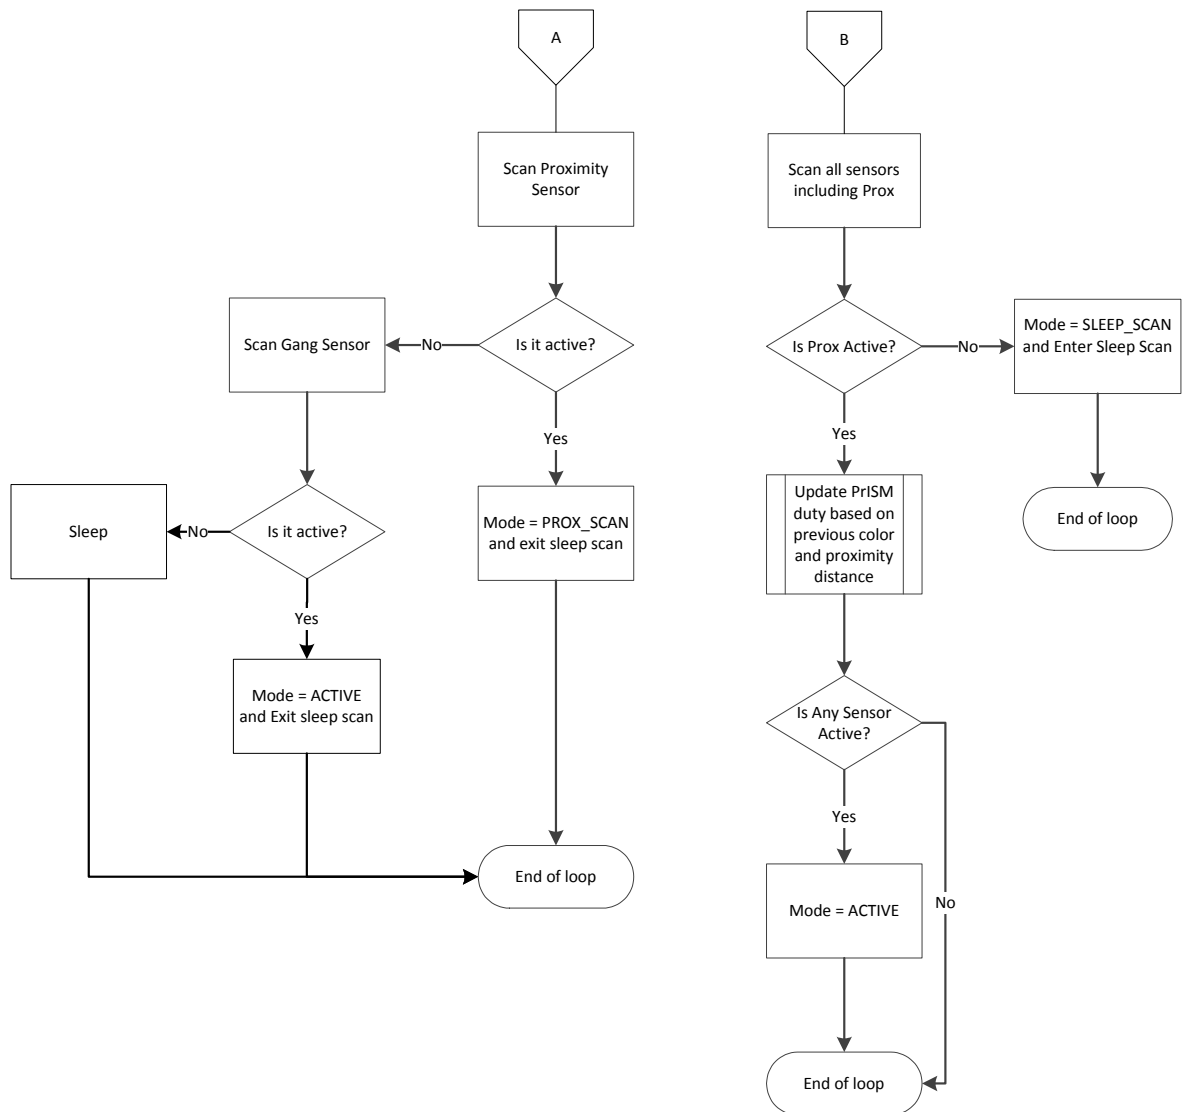 A
Scan Proximity
Sensor
Is it active?
No
Scan Gang Sensor
Yes
Mode = PROX_SCAN
and exit sleep scan
Is it active?
No
Sleep
Yes
Mode = ACTIVE
and Exit sleep scan
End of loop
B
Scan all sensors
including Prox
Is Prox Active?
No
Mode = SLEEP_SCAN
and Enter Sleep Scan
End of loop
Yes
Update PrISM
duty based on
previous color
and proximity
distance
Is Any Sensor
Active?
Yes
No
Mode = ACTIVE
End of loop